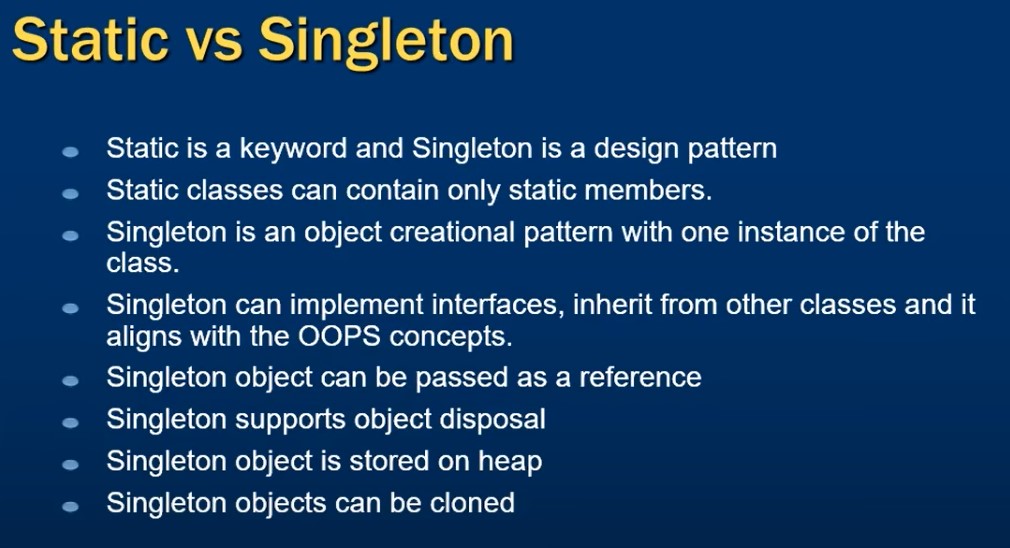 Static vs Singleton
Static is a keyword and Singleton is a design pattern
Static classes can contain only static members.
Singleton is an object creational pattern with one instance of the
class.
Singleton can implement interfaces, inherit from other classes and it
aligns with the OOPS concepts.
Singleton object can be passed as a reference
Singleton supports object disposal
Singleton object is stored on heap
Singleton objects can be cloned